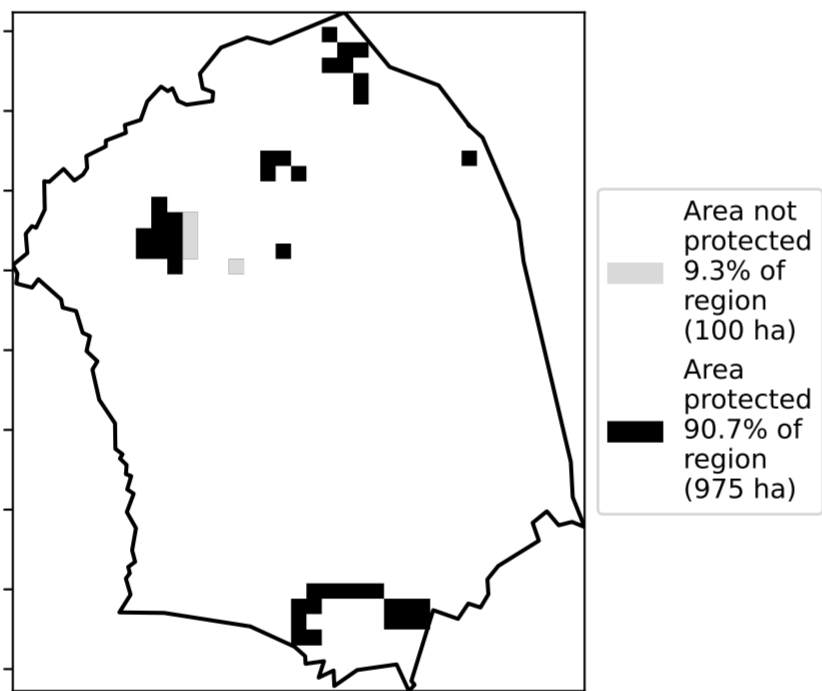 Area not
protected
9.3% of
region
(100 ha)
Area
protected
90.7% of
region
(975 ha)